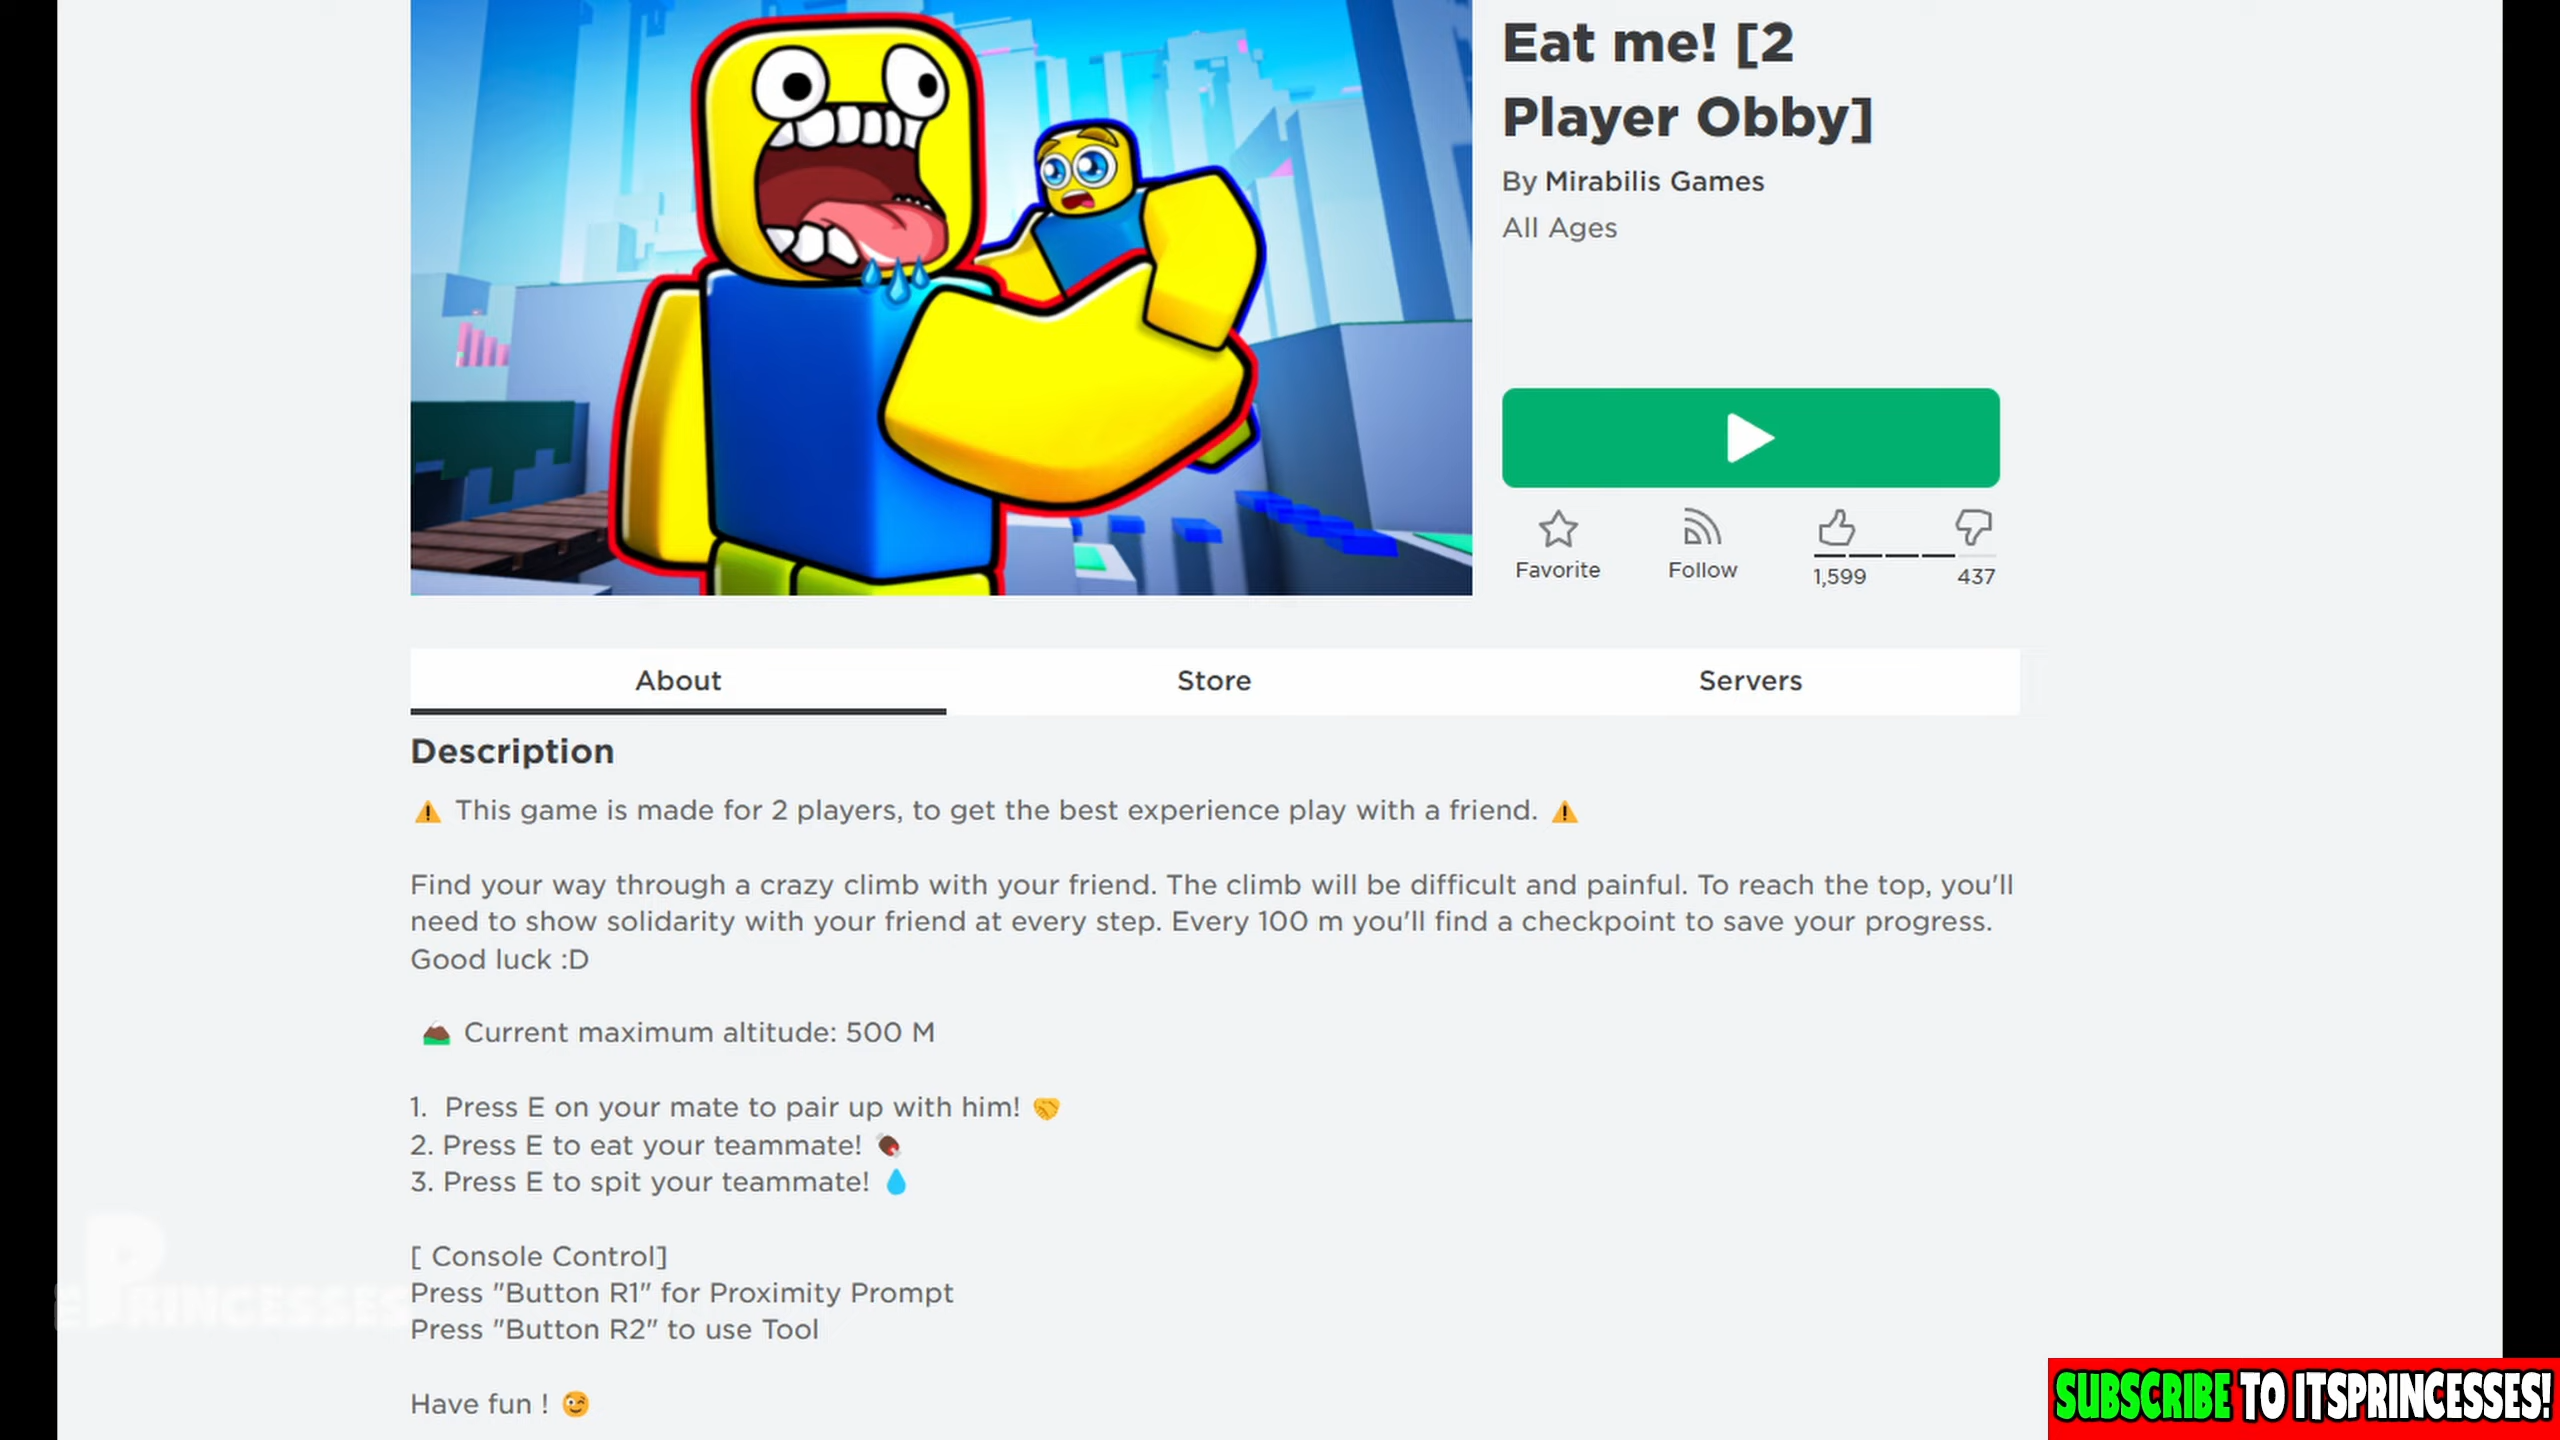 Eat me! [2
Player Obby]
By Mirabilis Games
All Ages
Favorite
Follow
1,599
437
About
Store
Servers
Description
⚠️ This game is made for 2 players, to get the best experience play with a friend. ⚠️
Find your way through a crazy climb with your friend. The climb will be difficult and painful. To reach the top, you'll
need to show solidarity with your friend at every step. Every 100 m you'll find a checkpoint to save your progress.
Good luck :D
Current maximum altitude: 500 M
1. Press E on your mate to pair up with him! 🤝
2. Press E to eat your teammate! 🍖
3. Press E to spit your teammate! 💧
[ Console Control]
Press "Button R1" for Proximity Prompt
Press "Button R2" to use Tool
Have fun ! 😉
SUBSCRIBE TO ITSPRINCESSES!